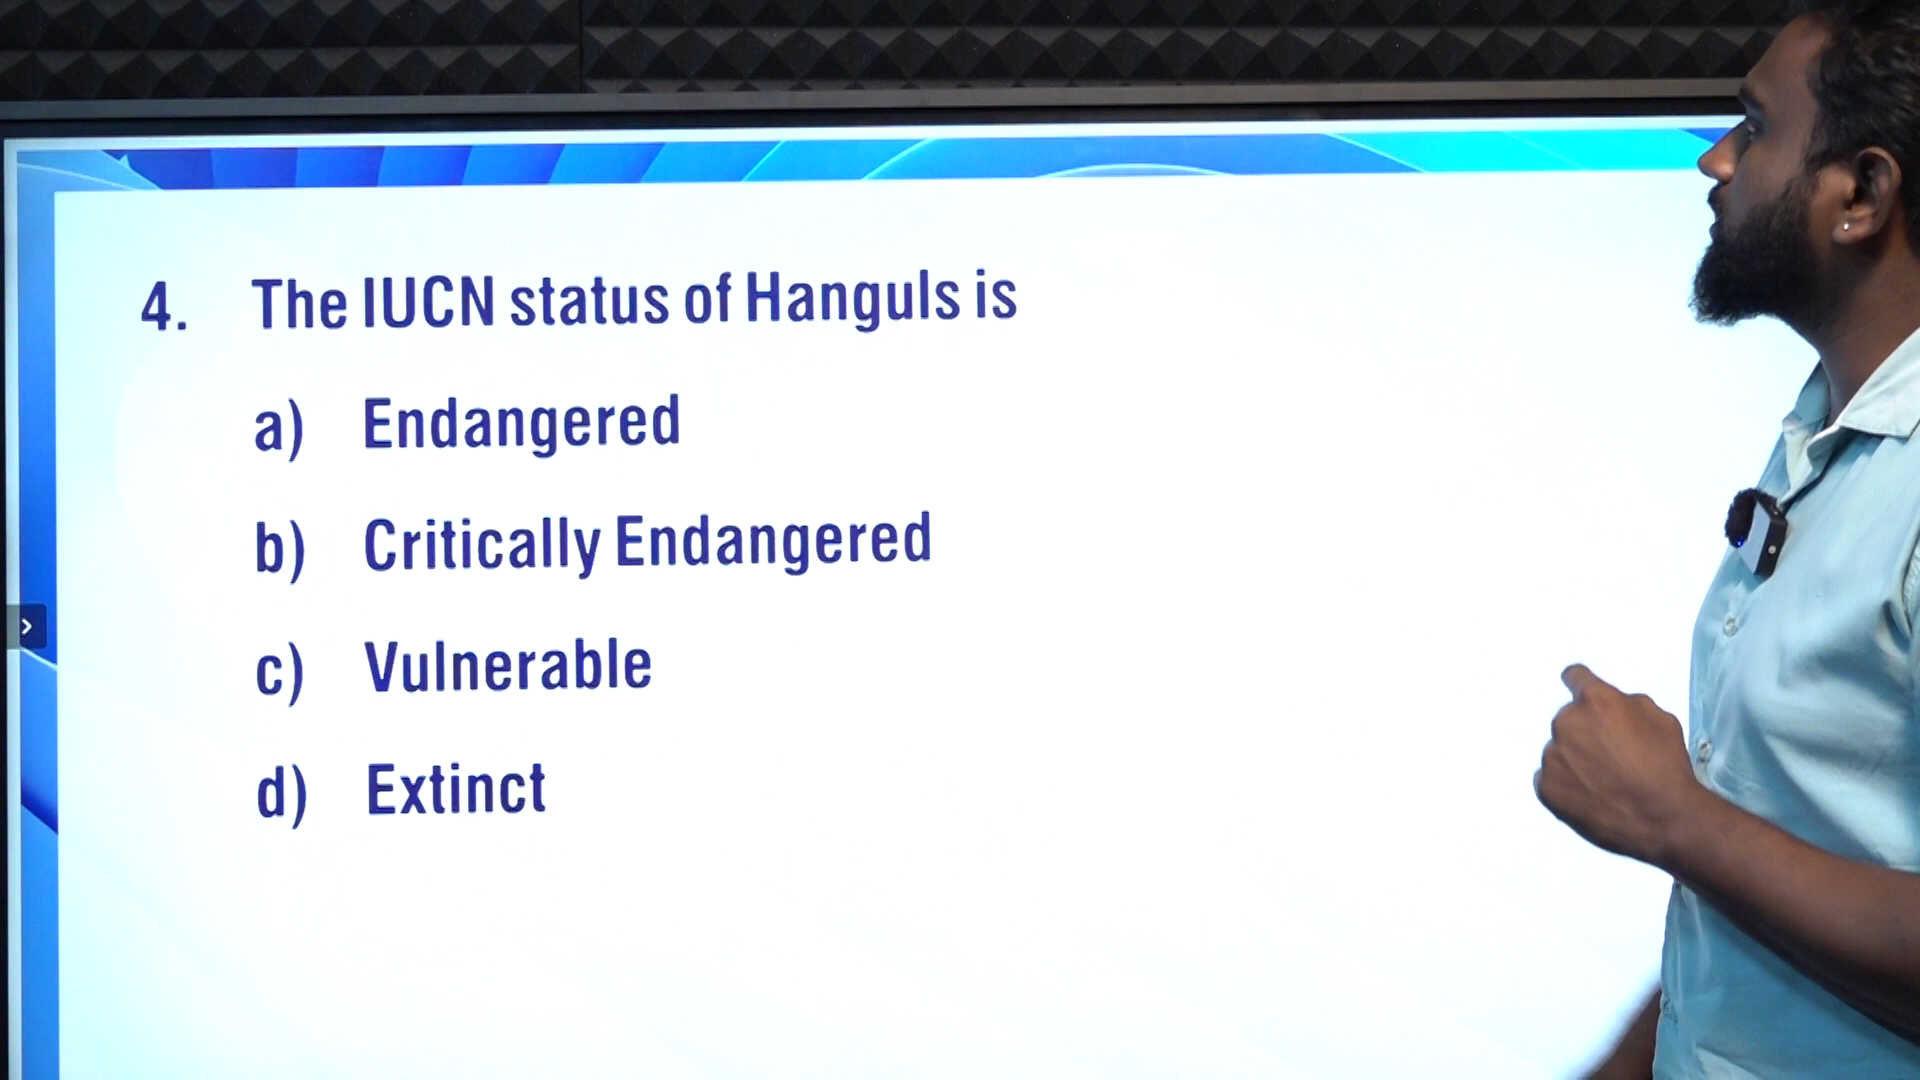 4. The IUCN status of Hanguls is
a) Endangered
b) Critically Endangered
c) Vulnerable
d) Extinct